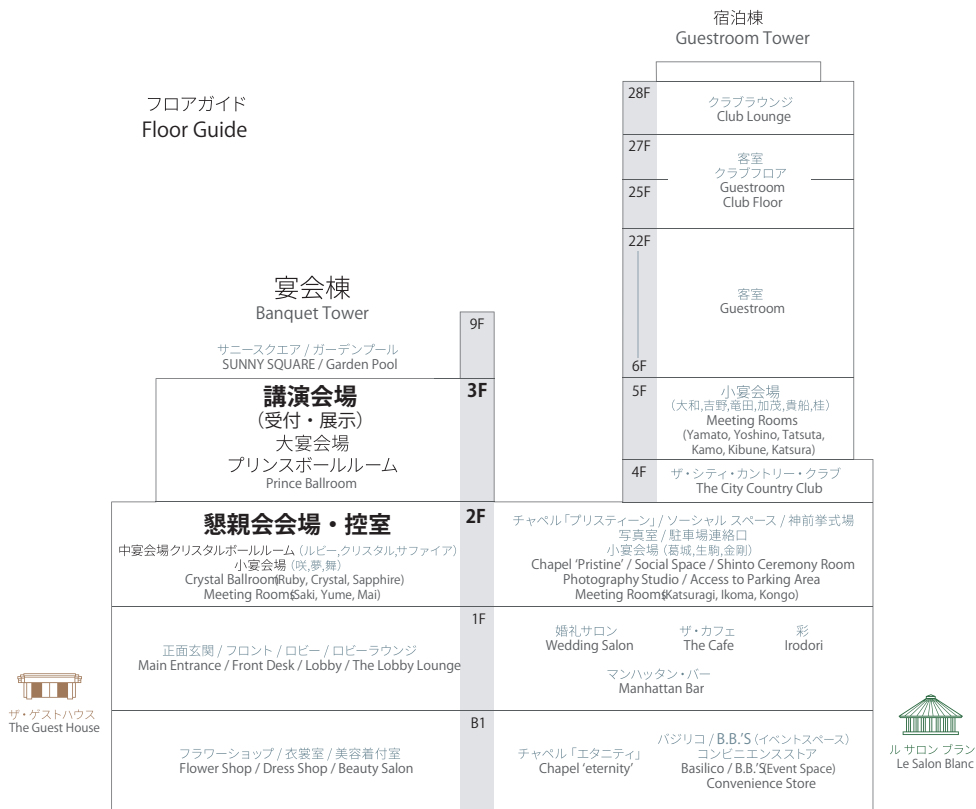 宿泊棟
Guestroom Tower
フロアガイド
Floor Guide
28F
クラブラウンジ
Club Lounge
27F
客室
クラブフロア
Guestroom
Club Floor
25F
22F
客室
Guestroom
6F
宴会棟
Banquet Tower
9F
サニースクエア / ガーデンプール
SUNNY SQUARE / Garden Pool
3F
講演会場
（受付・展示）
大宴会場
プリンスボールルーム
Prince Ballroom
5F
小宴会場
（大和,吉野,竜田,加茂,貴船,桂）
Meeting Rooms
(Yamato, Yoshino, Tatsuta,
Kamo, Kibune, Katsura)
4F
ザ・シティ・カントリー・クラブ
The City Country Club
2F
懇親会会場・控室
中宴会場クリスタルボールルーム（ルビー,クリスタル,サファイア）
小宴会場（咲,夢,舞）
Crystal Ballroom(Ruby, Crystal, Sapphire)
Meeting Rooms(Saki, Yume, Mai)
チャペル「プリスティーン」/ ソーシャル スペース / 神前挙式場
写真室 / 駐車場連絡口
小宴会場（葛城,生駒,金剛）
Chapel 'Pristine' / Social Space / Shinto Ceremony Room
Photography Studio / Access to Parking Area
Meeting Rooms(Katsuragi, Ikoma, Kongo)
1F
正面玄関 / フロント / ロビー / ロビーラウンジ
Main Entrance / Front Desk / Lobby / The Lobby Lounge
婚礼サロン
Wedding Salon
ザ・カフェ
The Cafe
彩
Irodori
マンハッタン・バー
Manhattan Bar
ザ・ゲストハウス
The Guest House
B1
フラワーショップ / 衣裳室 / 美容着付室
Flower Shop / Dress Shop / Beauty Salon
チャペル「エタニティ」
Chapel 'eternity'
バジリコ / B.B.'S（イベントスペース）
コンビニエンスストア
Basilico / B.B.'S(Event Space)
Convenience Store
ル サロン ブラン
Le Salon Blanc